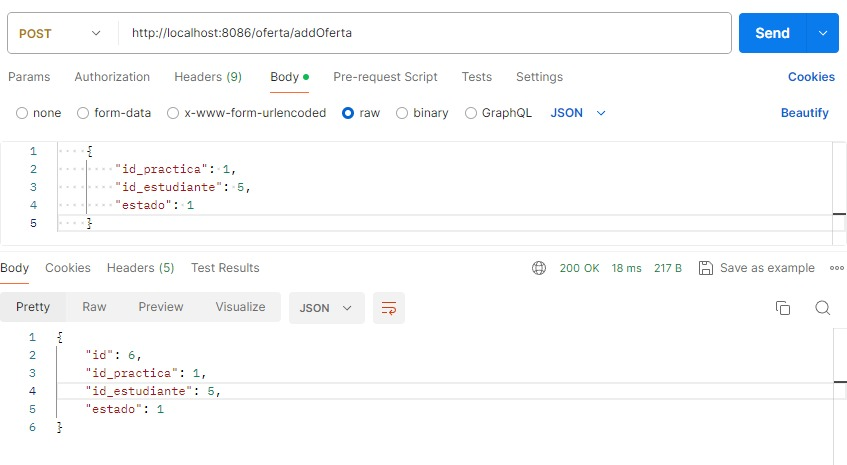 POST http://localhost:8086/oferta/addOferta Send
Params Authorization Headers (9) Body Pre-request Script Tests Settings Cookies
none form-data x-www-form-urlencoded raw binary GraphQL JSON Beautify
1 {
2 "id_practica": 1,
3 "id_estudiante": 5,
4 "estado": 1
5 }
Body Cookies Headers (5) Test Results 200 OK 18 ms 217 B Save as example
Pretty Raw Preview Visualize JSON
1 {
2 "id": 6,
3 "id_practica": 1,
4 "id_estudiante": 5,
5 "estado": 1
6 }